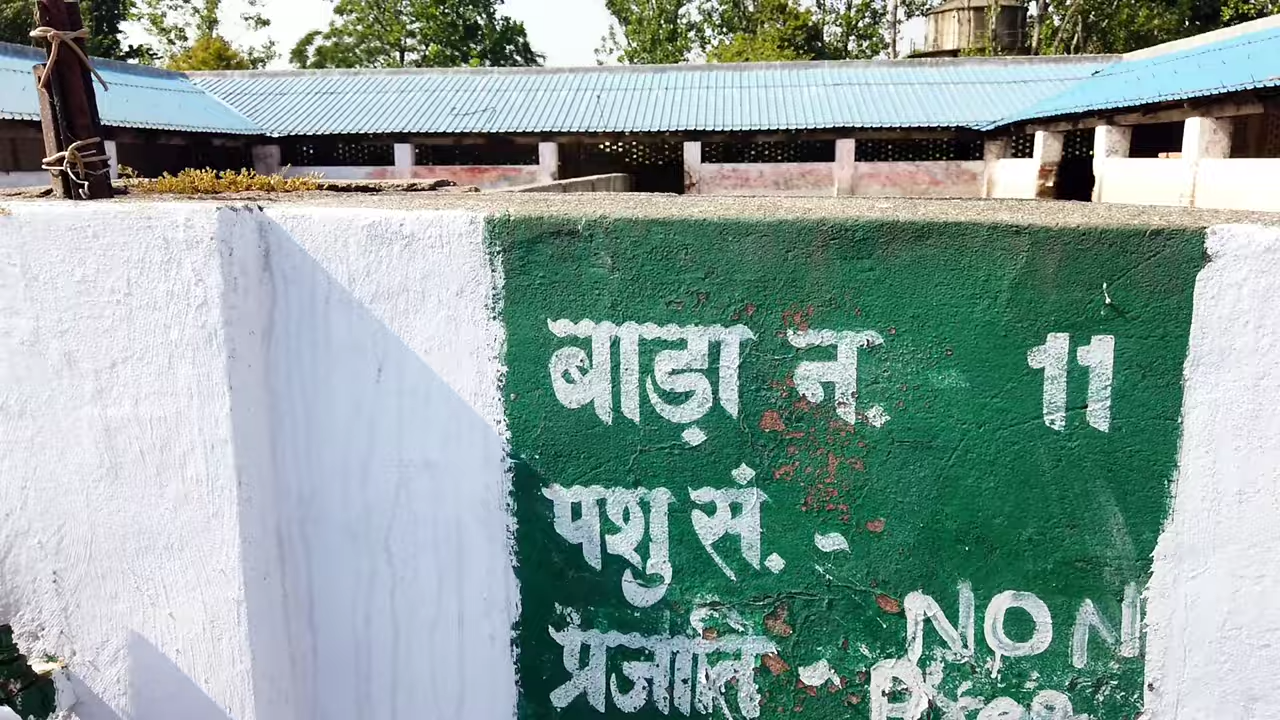 बाड़ा न. 11
पशु सं. -
प्रजाति - NON